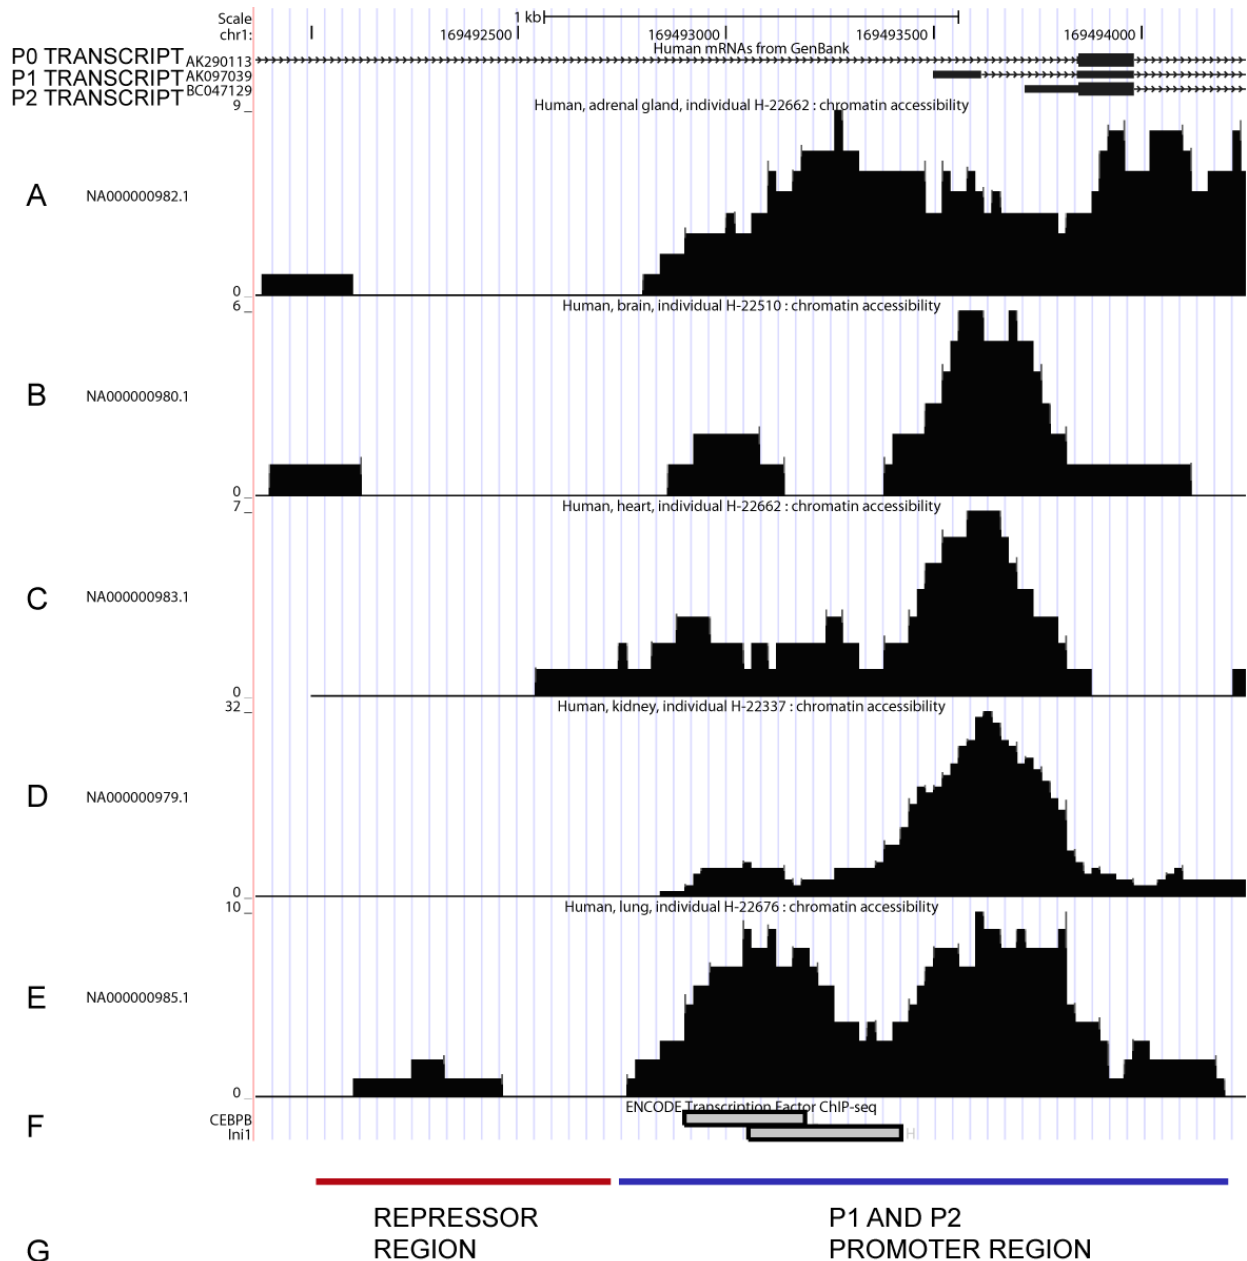 Scale
1 kb
chr1:
169492500
169493000
169493500
169494000
Human mRNAs from GenBank
P0 TRANSCRIPT AK290113
P1 TRANSCRIPT AK097039
P2 TRANSCRIPT BC047129
Human, adrenal gland, individual H-22662 : chromatin accessibility
9
A
NA000000982.1
0
Human, brain, individual H-22510 : chromatin accessibility
6
B
NA000000980.1
0
Human, heart, individual H-22662 : chromatin accessibility
7
C
NA000000983.1
0
Human, kidney, individual H-22337 : chromatin accessibility
32
D
NA000000979.1
0
Human, lung, individual H-22676 : chromatin accessibility
10
E
NA000000985.1
0
ENCODE Transcription Factor ChIP-seq
F
CEBPB
Ini1
H
REPRESSOR
REGION
P1 AND P2
PROMOTER REGION
G